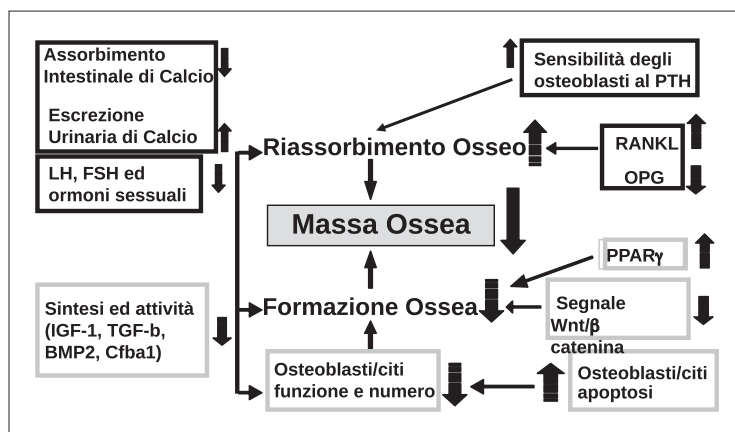 Assorbimento
Intestinale di Calcio
Escrezione
Urinaria di Calcio
LH, FSH ed
ormoni sessuali
Sensibilità degli
osteoblasti al PTH
Riassorbimento Osseo
RANKL
OPG
Massa Ossea
PPARγ
Formazione Ossea
Segnale
Wnt/β
catenina
Sintesi ed attività
(IGF-1, TGF-b,
BMP2, Cfba1)
Osteoblasti/citi
funzione e numero
Osteoblasti/citi
apoptosi